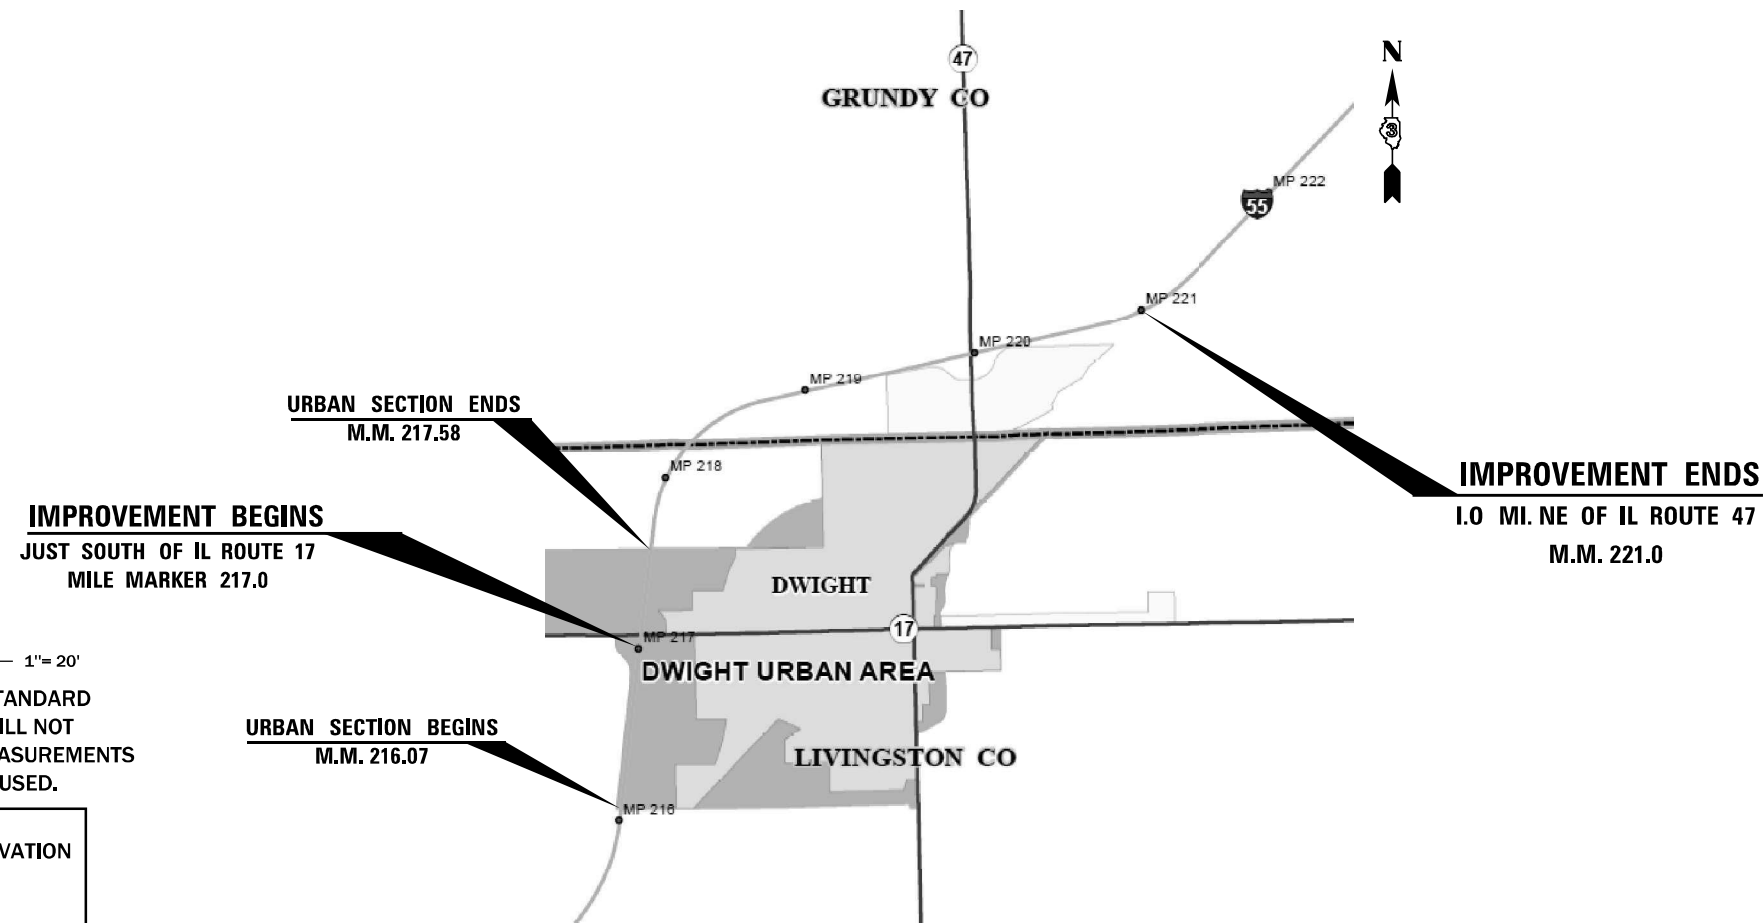 47
GRUNDY CO
N
3
MP 222
55
MP 221
MP 220
MP 219
URBAN SECTION ENDS
M.M. 217.58
MP 218
IMPROVEMENT ENDS
I.O MI. NE OF IL ROUTE 47
M.M. 221.0
IMPROVEMENT BEGINS
JUST SOUTH OF IL ROUTE 17
MILE MARKER 217.0
DWIGHT
17
MP 217
DWIGHT URBAN AREA
1"= 20'
TANDARD
ILL NOT
ASUREMENTS
USED.
URBAN SECTION BEGINS
M.M. 216.07
LIVINGSTON CO
MP 216
VATION